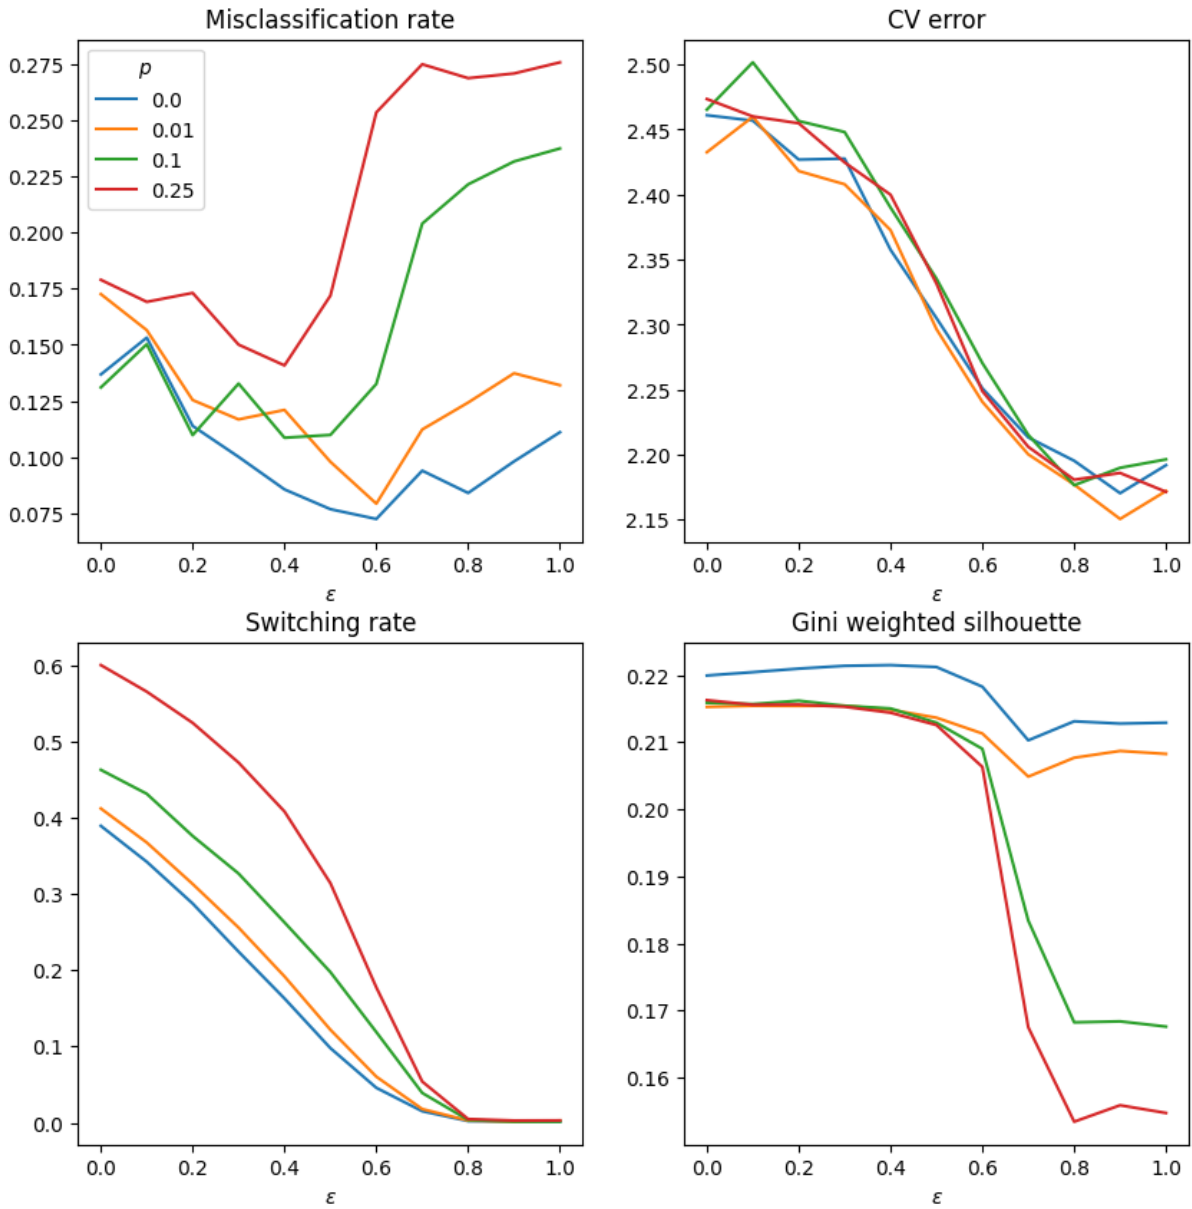 Misclassification rate
0.275
0.250
0.225
0.200
0.175
0.150
0.125
0.100
0.075
p
0.0
0.01
0.1
0.25
0.0 0.2 0.4 0.6 0.8 1.0
ε
CV error
2.50
2.45
2.40
2.35
2.30
2.25
2.20
2.15
0.0 0.2 0.4 0.6 0.8 1.0
ε
Switching rate
0.6
0.5
0.4
0.3
0.2
0.1
0.0
0.0 0.2 0.4 0.6 0.8 1.0
ε
Gini weighted silhouette
0.22
0.21
0.20
0.19
0.18
0.17
0.16
0.0 0.2 0.4 0.6 0.8 1.0
ε